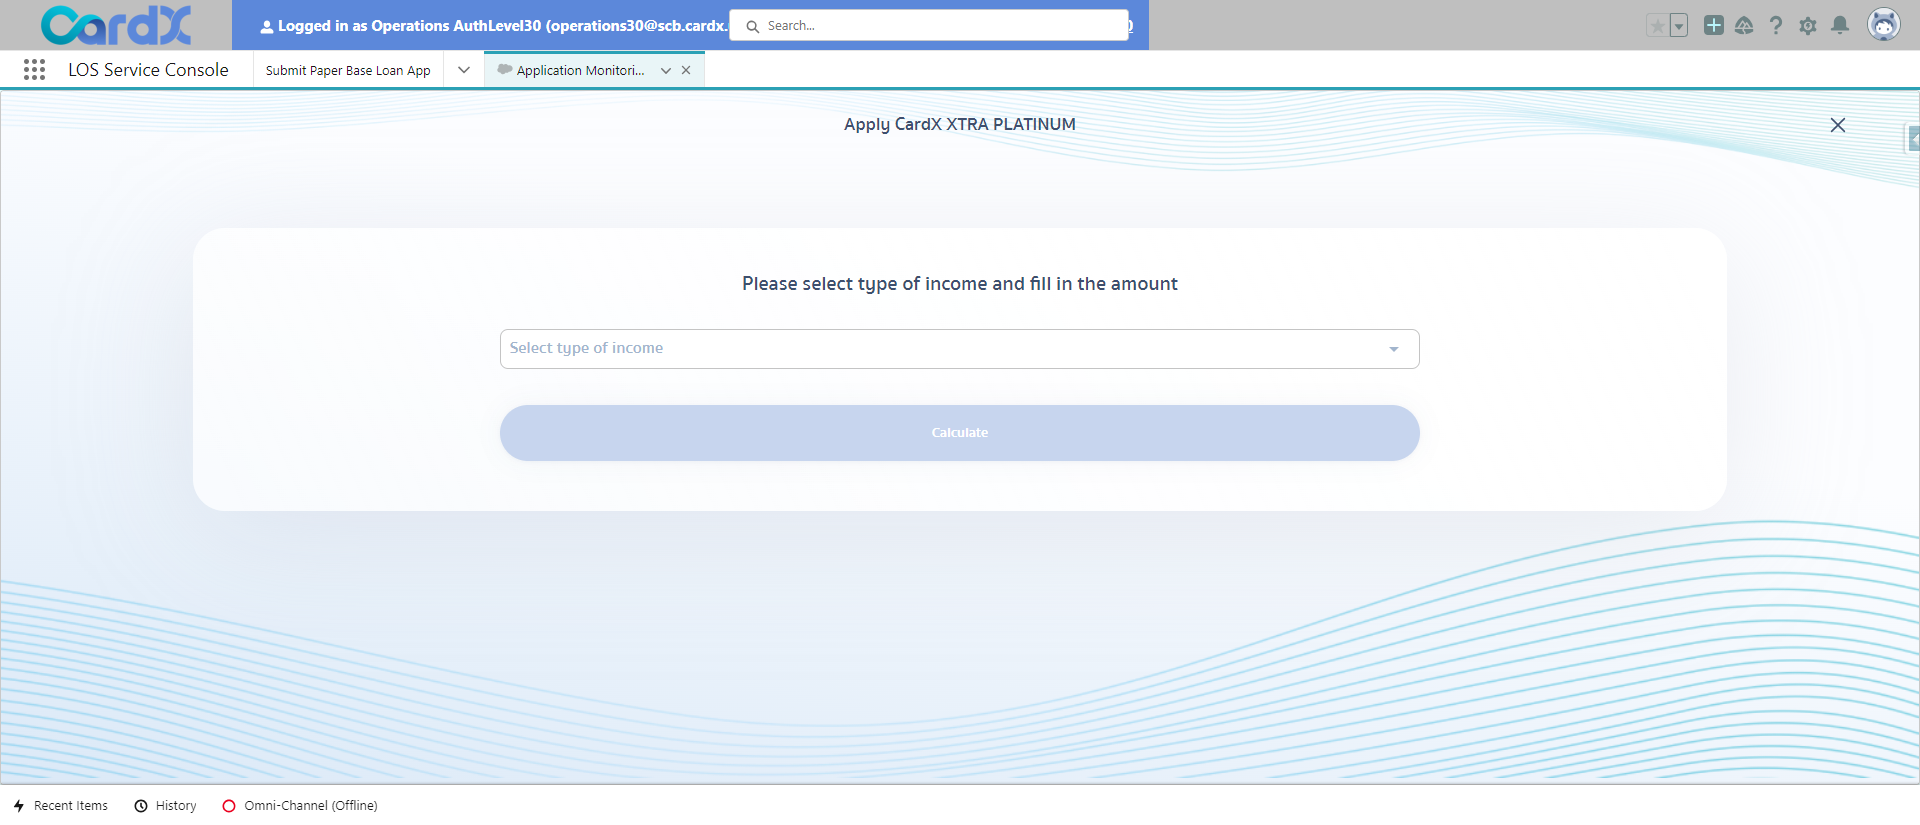 CardX
Logged in as Operations AuthLevel30 (operations30@scb.cardx.
Search...
LOS Service Console
Submit Paper Base Loan App
Application Monitori...
Apply CardX XTRA PLATINUM
Please select type of income and fill in the amount
Select type of income
Calculate
Recent Items
History
Omni-Channel (Offline)